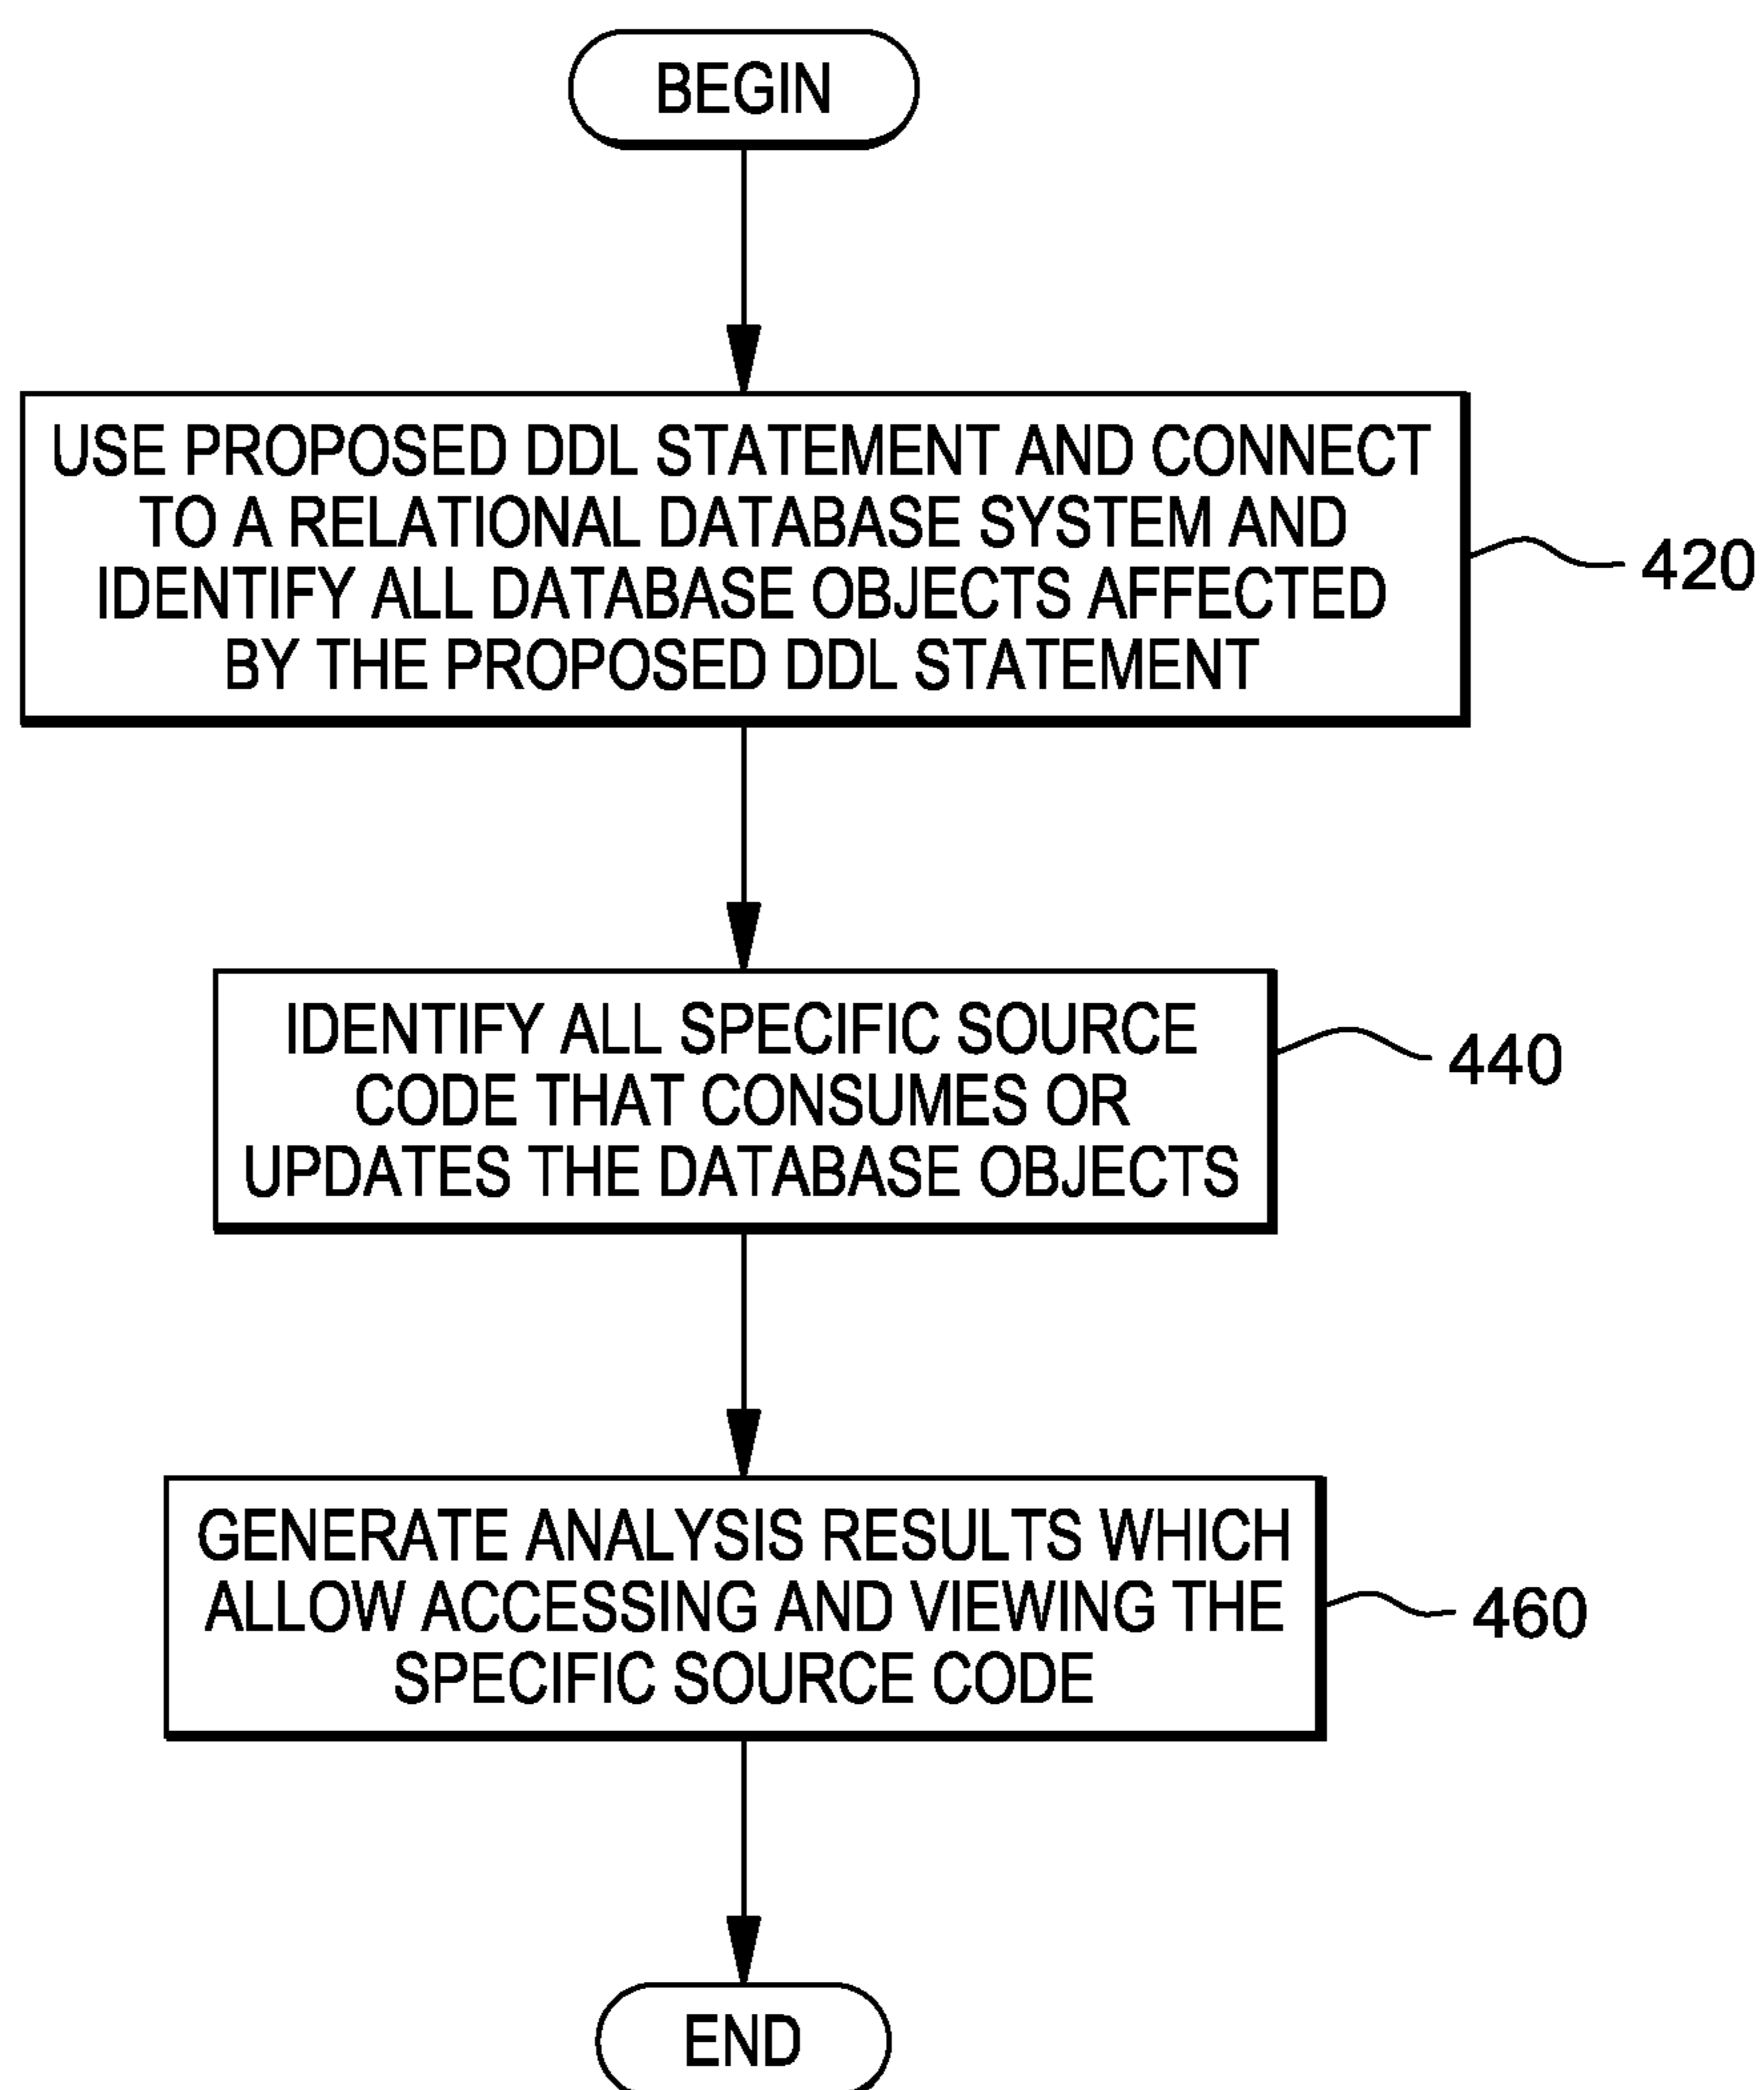 BEGIN
USE PROPOSED DDL STATEMENT AND CONNECT
TO A RELATIONAL DATABASE SYSTEM AND
IDENTIFY ALL DATABASE OBJECTS AFFECTED
BY THE PROPOSED DDL STATEMENT
420
IDENTIFY ALL SPECIFIC SOURCE
CODE THAT CONSUMES OR
UPDATES THE DATABASE OBJECTS
440
GENERATE ANALYSIS RESULTS WHICH
ALLOW ACCESSING AND VIEWING THE
SPECIFIC SOURCE CODE
460
END